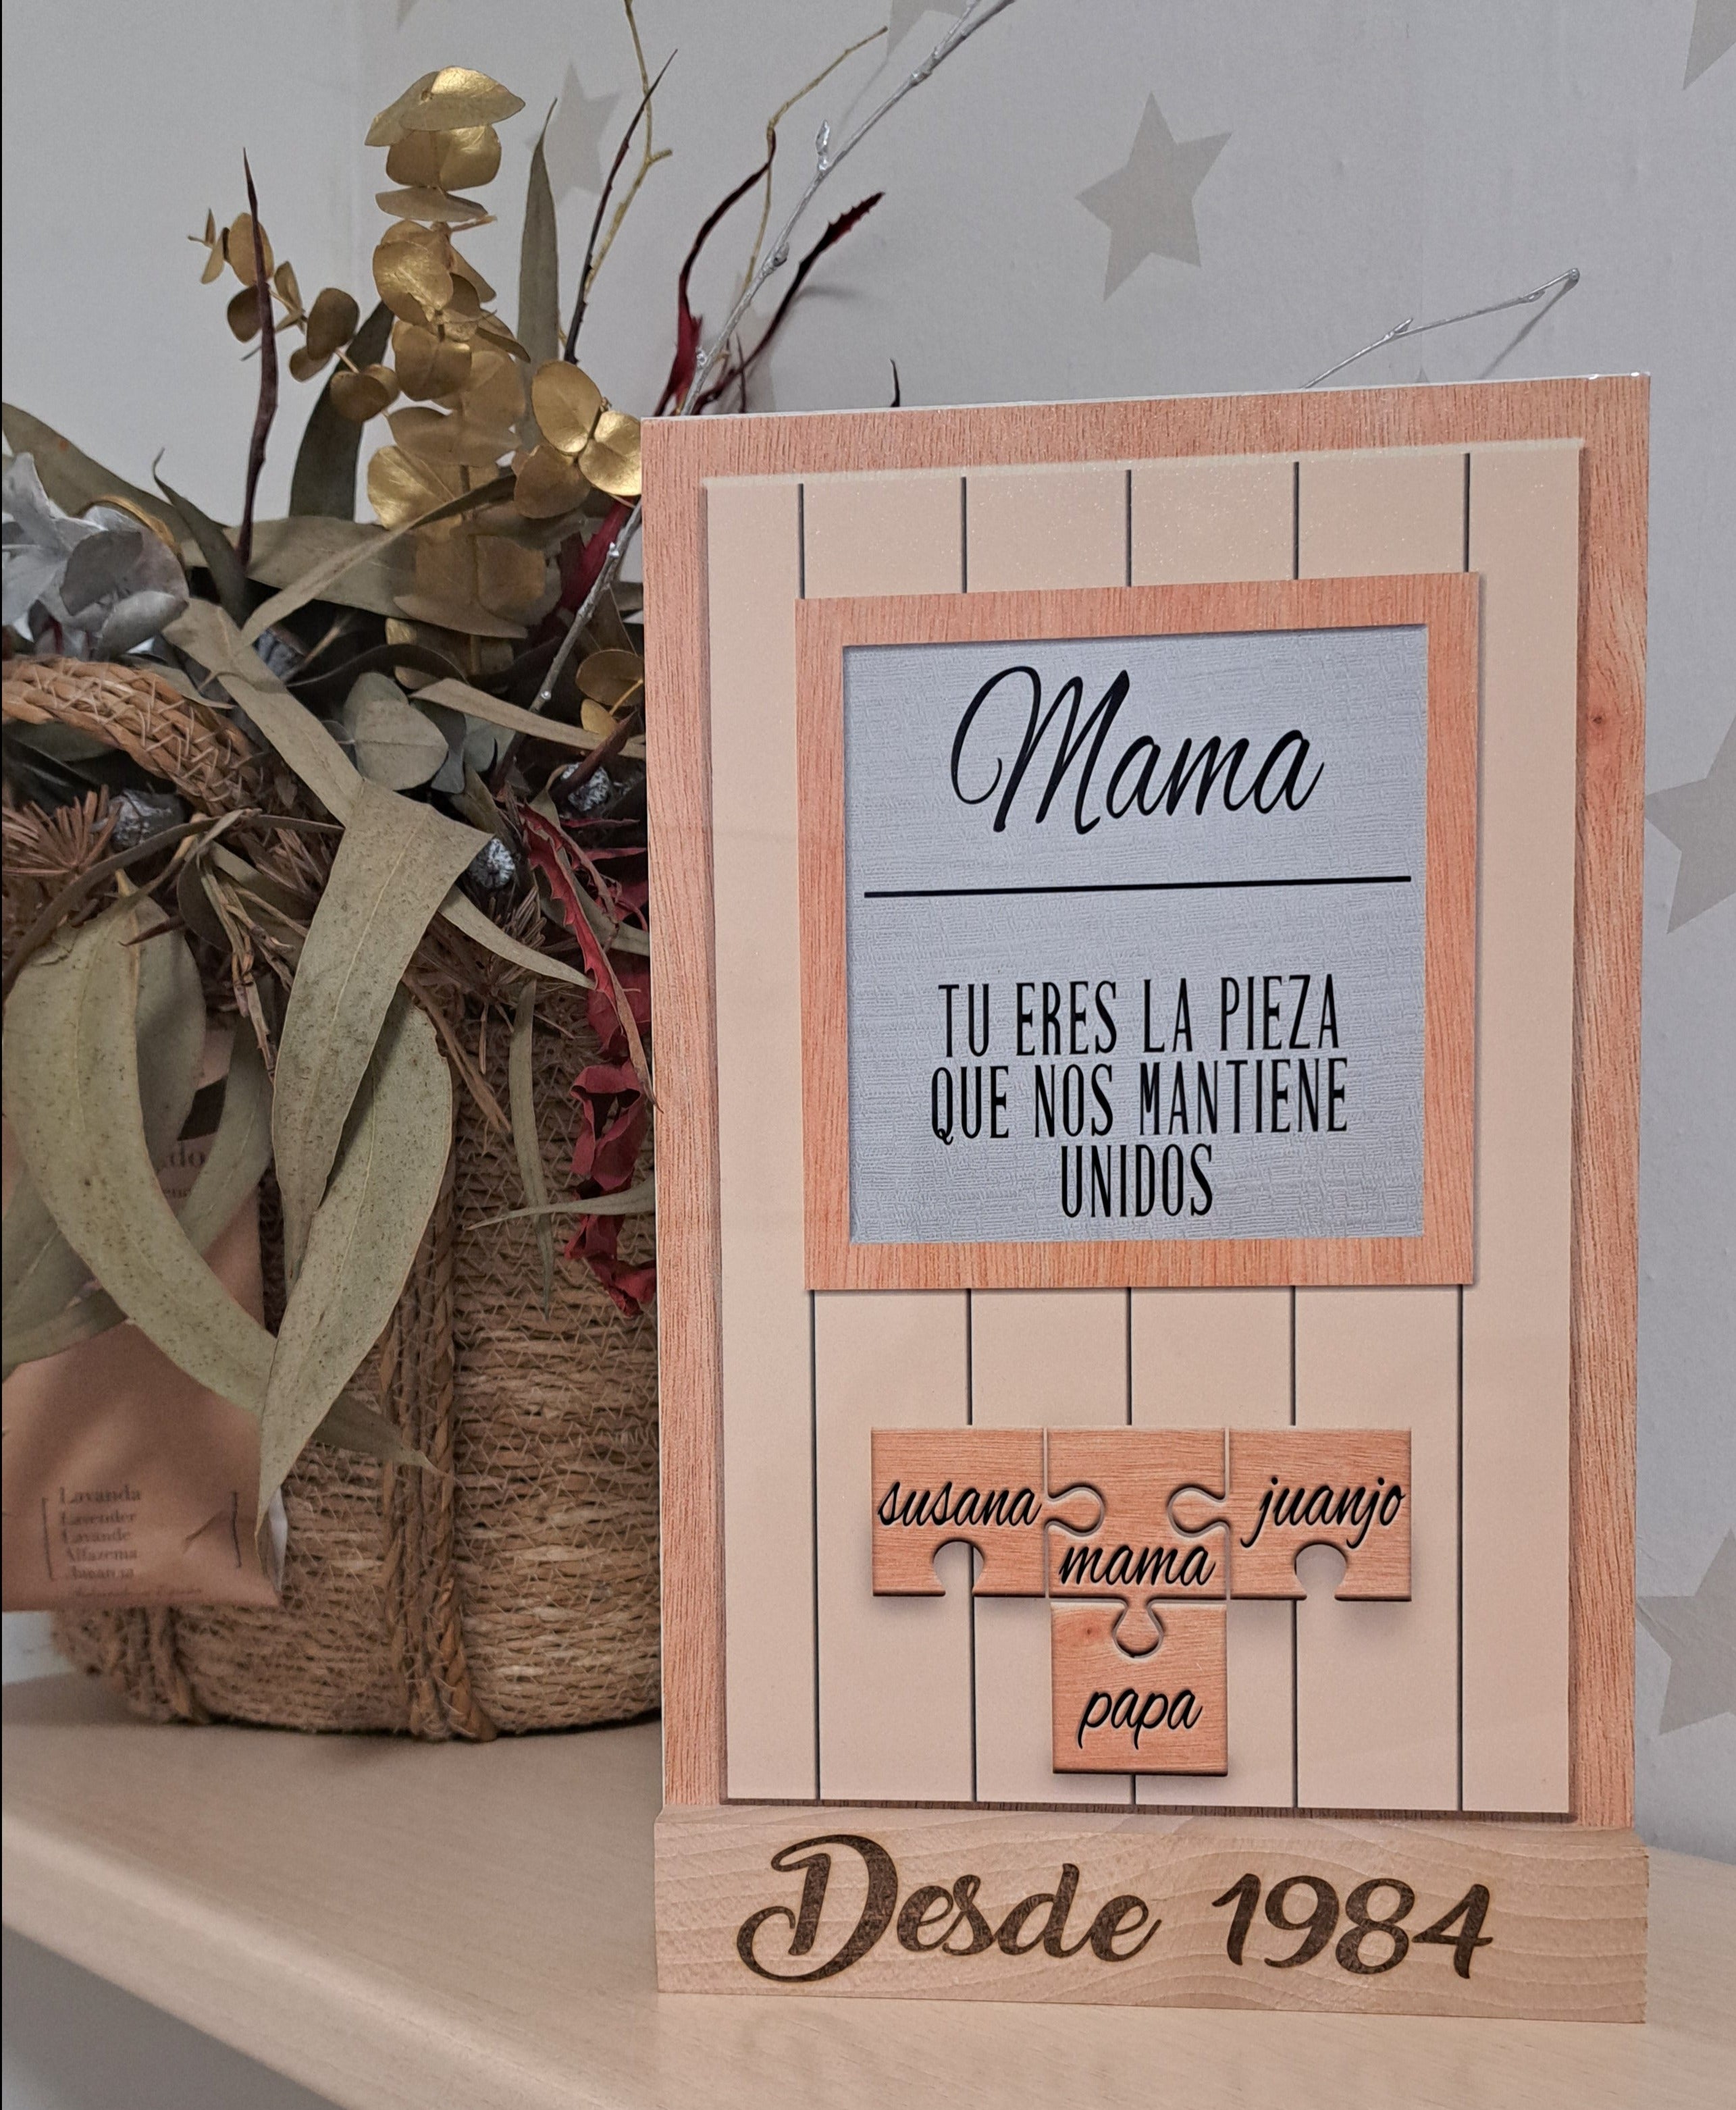 Mama
TU ERES LA PIEZA
QUE NOS MANTIENE
UNIDOS
susana
mama
juanjo
papa
Desde 1984
Lavanda
Lavender
Lavande
Alfazema